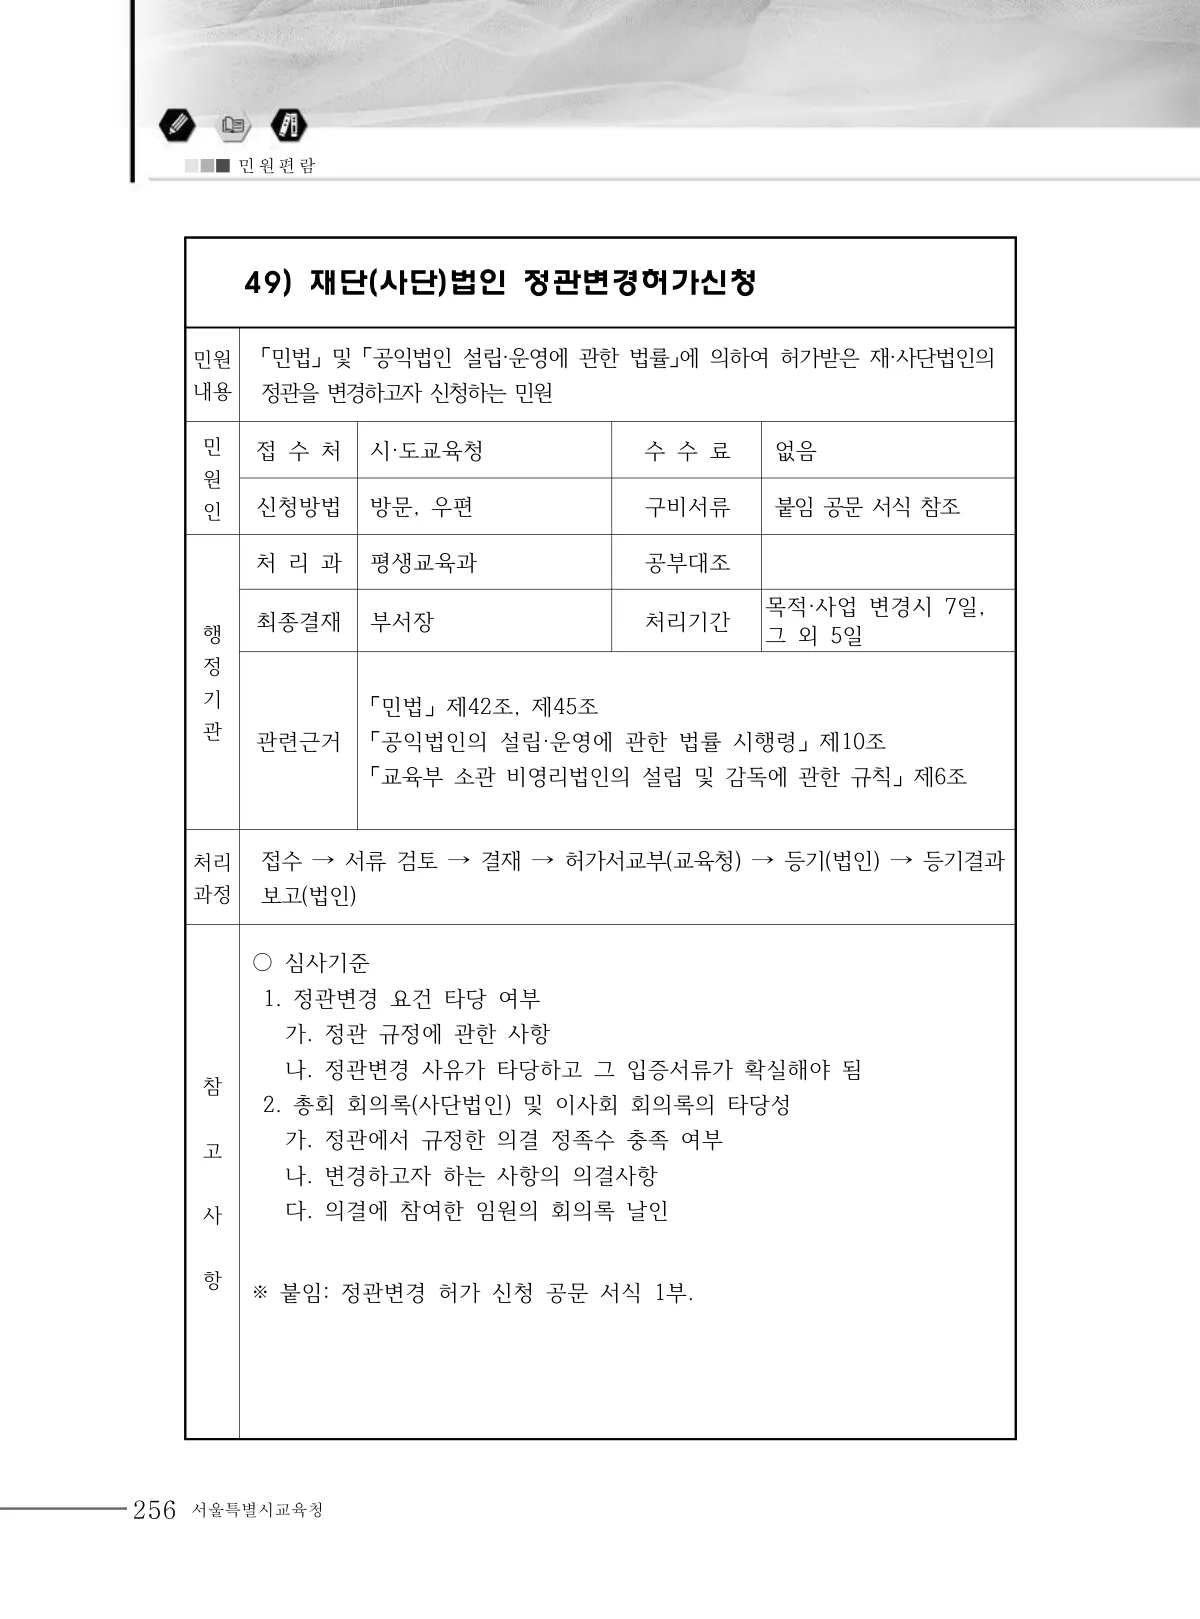 민원편람
49) 재단(사단)법인 정관변경허가신청
민원
내용
「민법」 및 「공익법인 설립·운영에 관한 법률」에 의하여 허가받은 재·사단법인의
정관을 변경하고자 신청하는 민원
민
원
인
접 수 처
시·도교육청
수 수 료
없음
신청방법
방문, 우편
구비서류
붙임 공문 서식 참조
행
정
기
관
처 리 과
평생교육과
공부대조
최종결재
부서장
처리기간
목적·사업 변경시 7일,
그 외 5일
관련근거
「민법」 제42조, 제45조
「공익법인의 설립·운영에 관한 법률 시행령」 제10조
「교육부 소관 비영리법인의 설립 및 감독에 관한 규칙」 제6조
처리
과정
접수 → 서류 검토 → 결재 → 허가서교부(교육청) → 등기(법인) → 등기결과
보고(법인)
참
고
사
항
○ 심사기준
1. 정관변경 요건 타당 여부
가. 정관 규정에 관한 사항
나. 정관변경 사유가 타당하고 그 입증서류가 확실해야 됨
2. 총회 회의록(사단법인) 및 이사회 회의록의 타당성
가. 정관에서 규정한 의결 정족수 충족 여부
나. 변경하고자 하는 사항의 의결사항
다. 의결에 참여한 임원의 회의록 날인
※ 붙임: 정관변경 허가 신청 공문 서식 1부.
256 서울특별시교육청